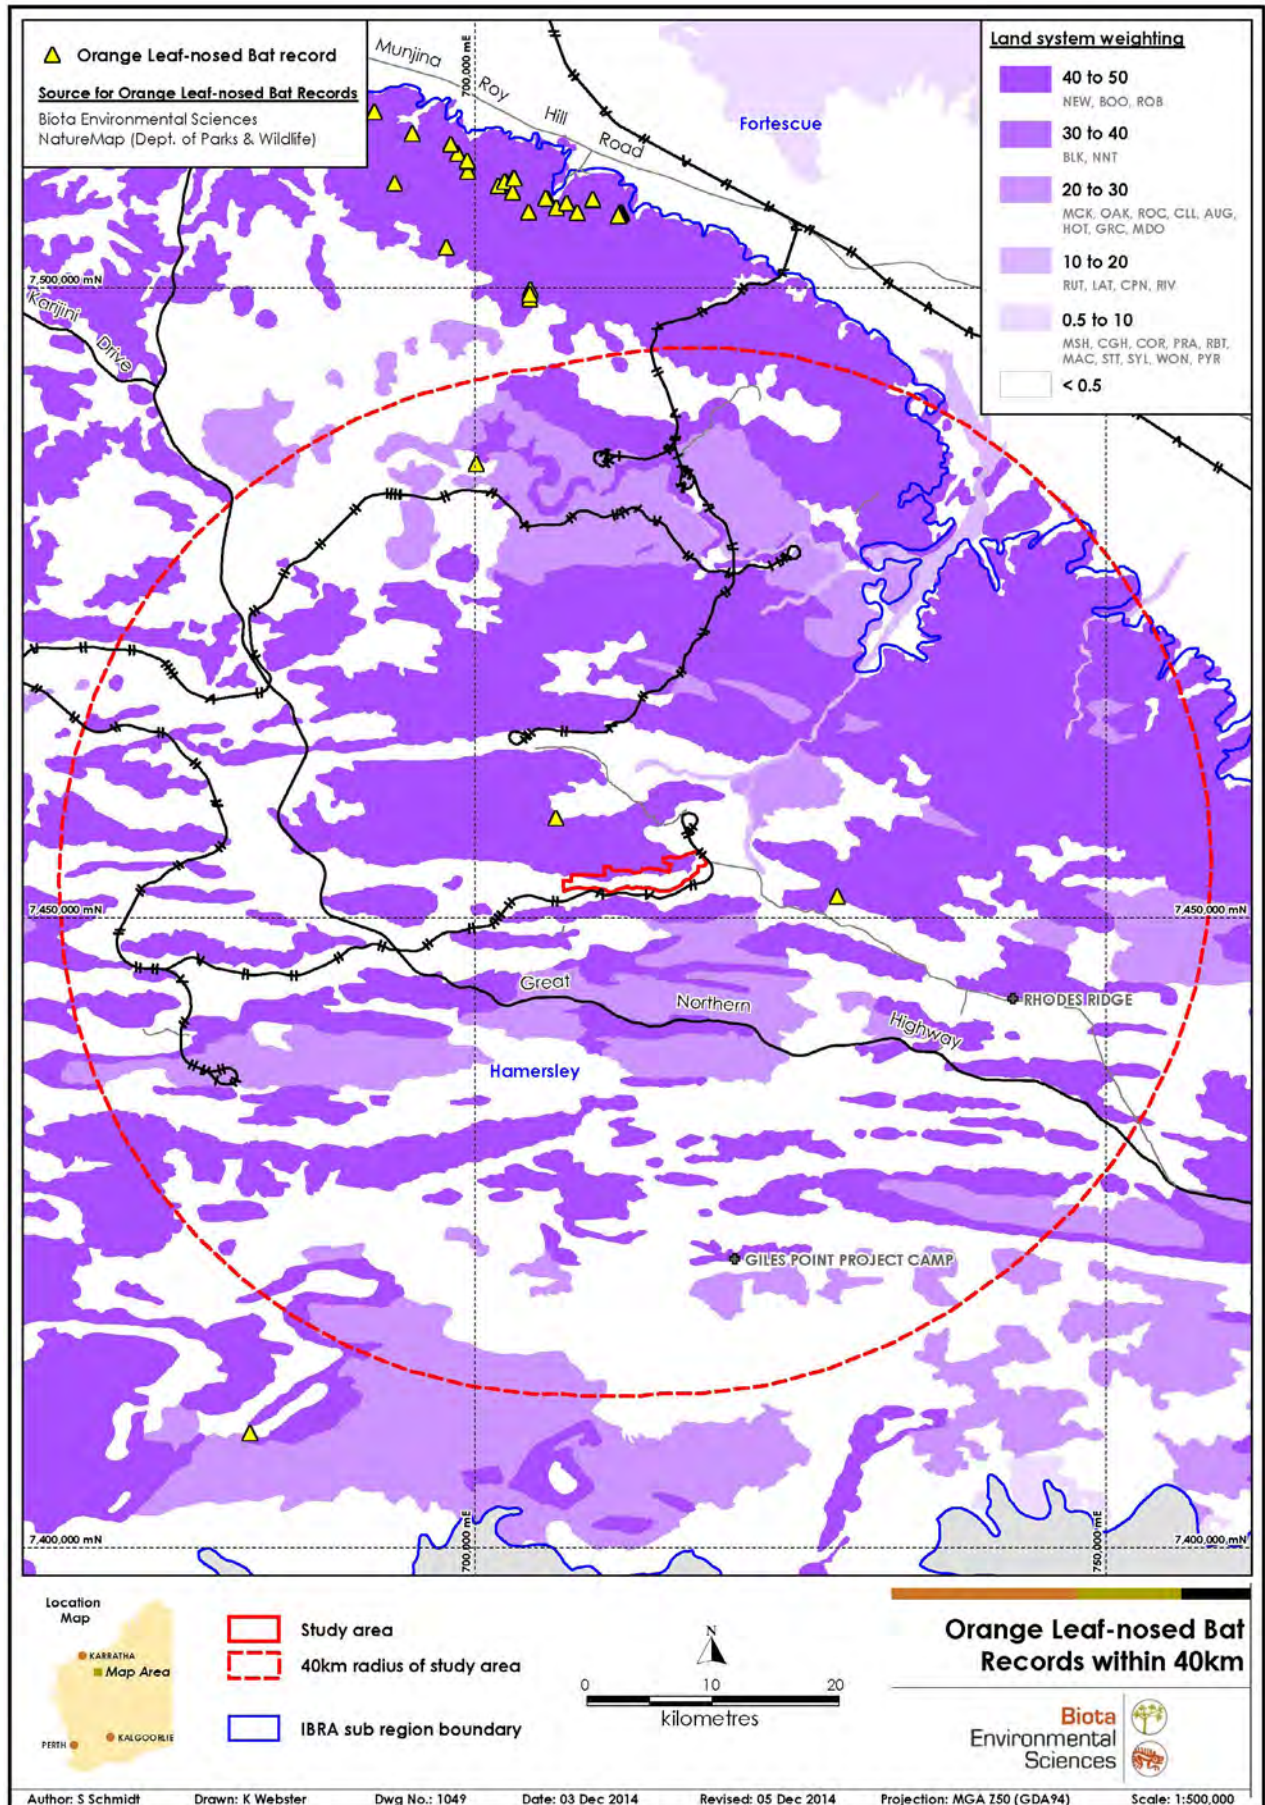 Orange Leaf-nosed Bat record
Source for Orange Leaf-nosed Bat Records
Biota Environmental Sciences
NatureMap (Dept. of Parks & Wildlife)
Land system weighting
40 to 50
NEW, BOO, ROB
30 to 40
BLK, NNT
20 to 30
MCK, OAK, ROC, CLL, AUG,
HOT, GRC, MDO
10 to 20
RUT, LAT, CPN, RIV
0.5 to 10
MSH, CGH, COR, PRA, RBT,
MAC, STT, SYL, WON, PYR
< 0.5
Munjina Roy Hill Road
700,000 mE
Fortescue
7,500,000 mN
Karijini Drive
7,450,000 mN
7,450,000 mN
RHODES RIDGE
Great Northern Highway
Hamersley
GILES POINT PROJECT CAMP
7,400,000 mN
700,000 mE
750,000 mE
7,400,000 mN
Location
Map
KARRATHA
Map Area
KALGOORLIE
PERTH
Study area
40km radius of study area
IBRA sub region boundary
N
0 10 20
kilometres
Orange Leaf-nosed Bat
Records within 40km
Biota
Environmental
Sciences
Author: S Schmidt Drawn: K Webster Dwg No.: 1049 Date: 03 Dec 2014 Revised: 05 Dec 2014 Projection: MGA Z50 (GDA94) Scale: 1:500,000